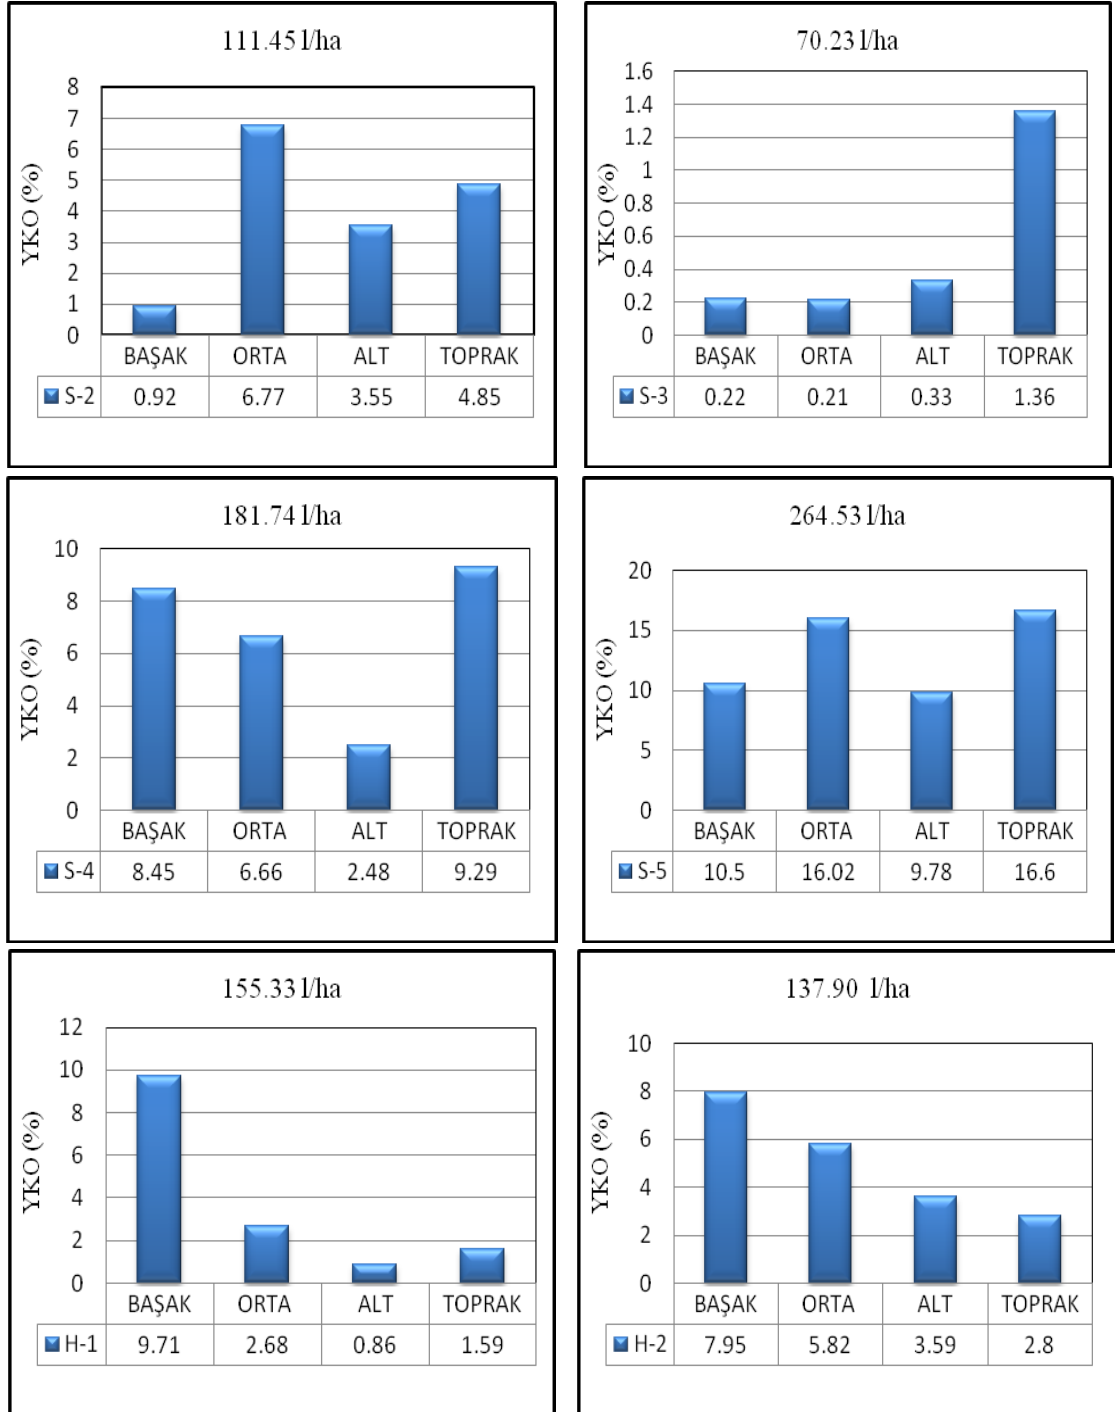 111.45 l/ha
YKO (%)
8
7
6
5
4
3
2
1
0
BAŞAK ORTA ALT TOPRAK
S-2 0.92 6.77 3.55 4.85
70.23 l/ha
YKO (%)
1.6
1.4
1.2
1
0.8
0.6
0.4
0.2
0
BAŞAK ORTA ALT TOPRAK
S-3 0.22 0.21 0.33 1.36
181.74 l/ha
YKO (%)
10
8
6
4
2
0
BAŞAK ORTA ALT TOPRAK
S-4 8.45 6.66 2.48 9.29
264.53 l/ha
YKO (%)
20
15
10
5
0
BAŞAK ORTA ALT TOPRAK
S-5 10.5 16.02 9.78 16.6
155.33 l/ha
YKO (%)
12
10
8
6
4
2
0
BAŞAK ORTA ALT TOPRAK
H-1 9.71 2.68 0.86 1.59
137.90 l/ha
YKO (%)
10
8
6
4
2
0
BAŞAK ORTA ALT TOPRAK
H-2 7.95 5.82 3.59 2.8